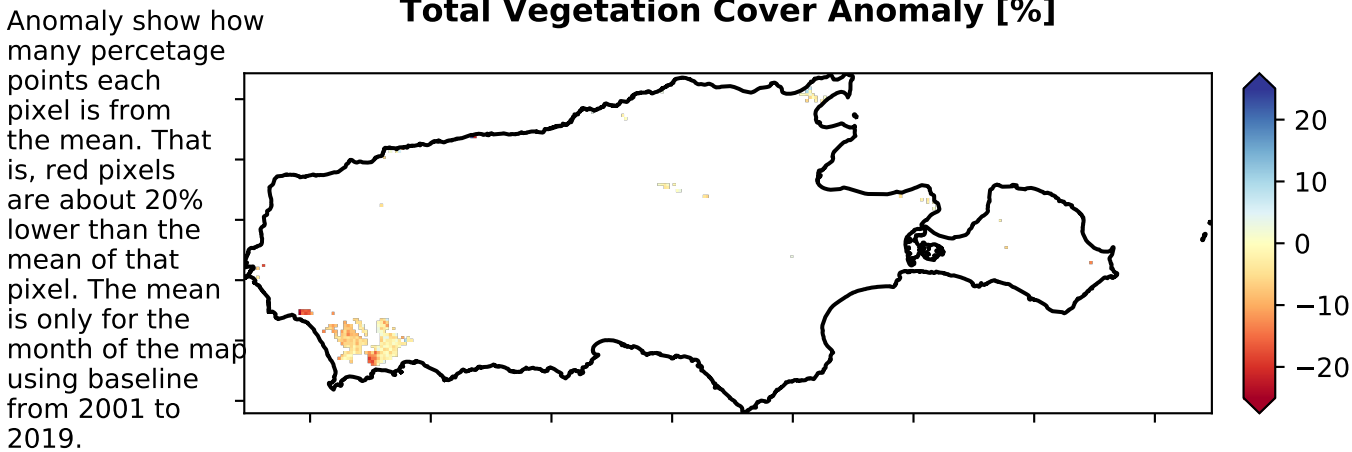 Total Vegetation Cover Anomaly [%]
Anomaly show how
many percetage
points each
pixel is from
the mean. That
is, red pixels
are about 20%
lower than the
mean of that
pixel. The mean
is only for the
month of the map
using baseline
from 2001 to
2019.
20
10
0
−10
−20